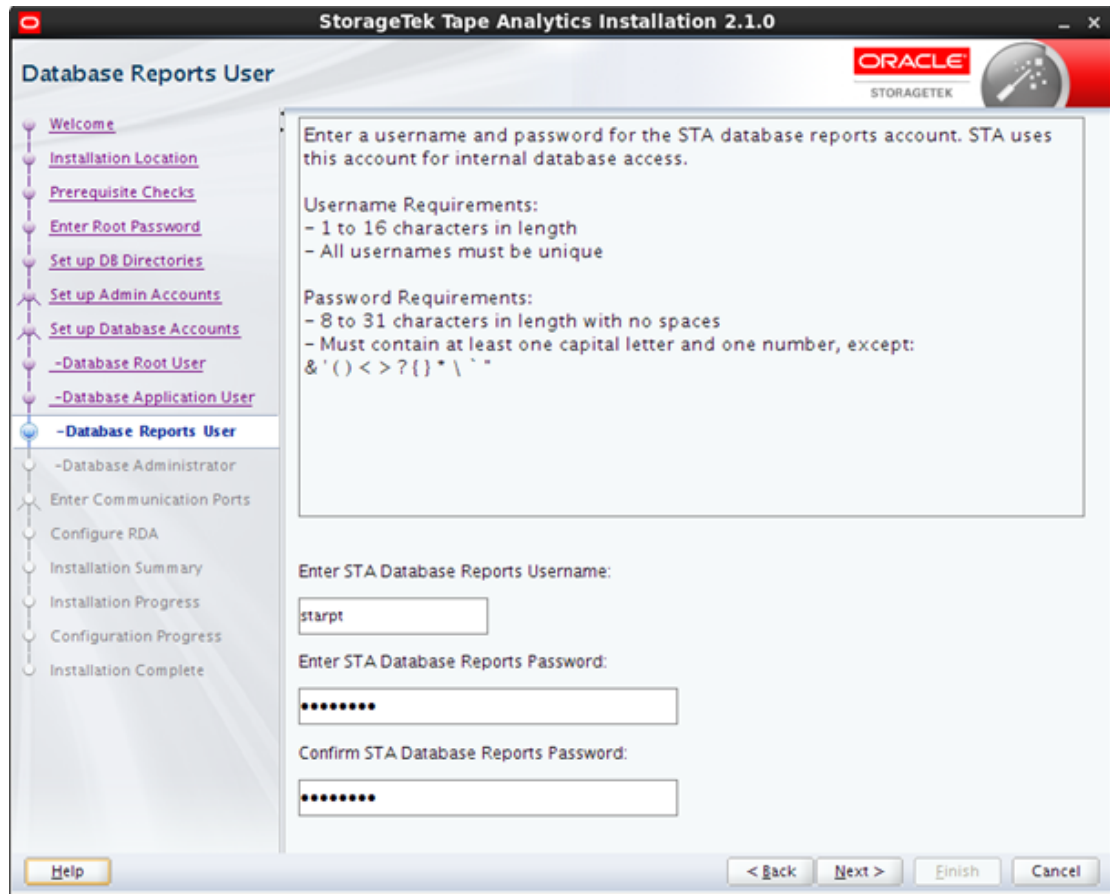 StorageTek Tape Analytics Installation 2.1.0
Database Reports User
ORACLE
STORAGETEK
Welcome
Installation Location
Prerequisite Checks
Enter Root Password
Set up DB Directories
Set up Admin Accounts
Set up Database Accounts
-Database Root User
-Database Application User
-Database Reports User
-Database Administrator
Enter Communication Ports
Configure RDA
Installation Summary
Installation Progress
Configuration Progress
Installation Complete
Enter a username and password for the STA database reports account. STA uses
this account for internal database access.
Username Requirements:
- 1 to 16 characters in length
- All usernames must be unique
Password Requirements:
- 8 to 31 characters in length with no spaces
- Must contain at least one capital letter and one number, except:
& ' ( ) < > ? { } * \ ` "
Enter STA Database Reports Username:
starpt
Enter STA Database Reports Password:
••••••••
Confirm STA Database Reports Password:
••••••••
Help
< Back
Next >
Finish
Cancel